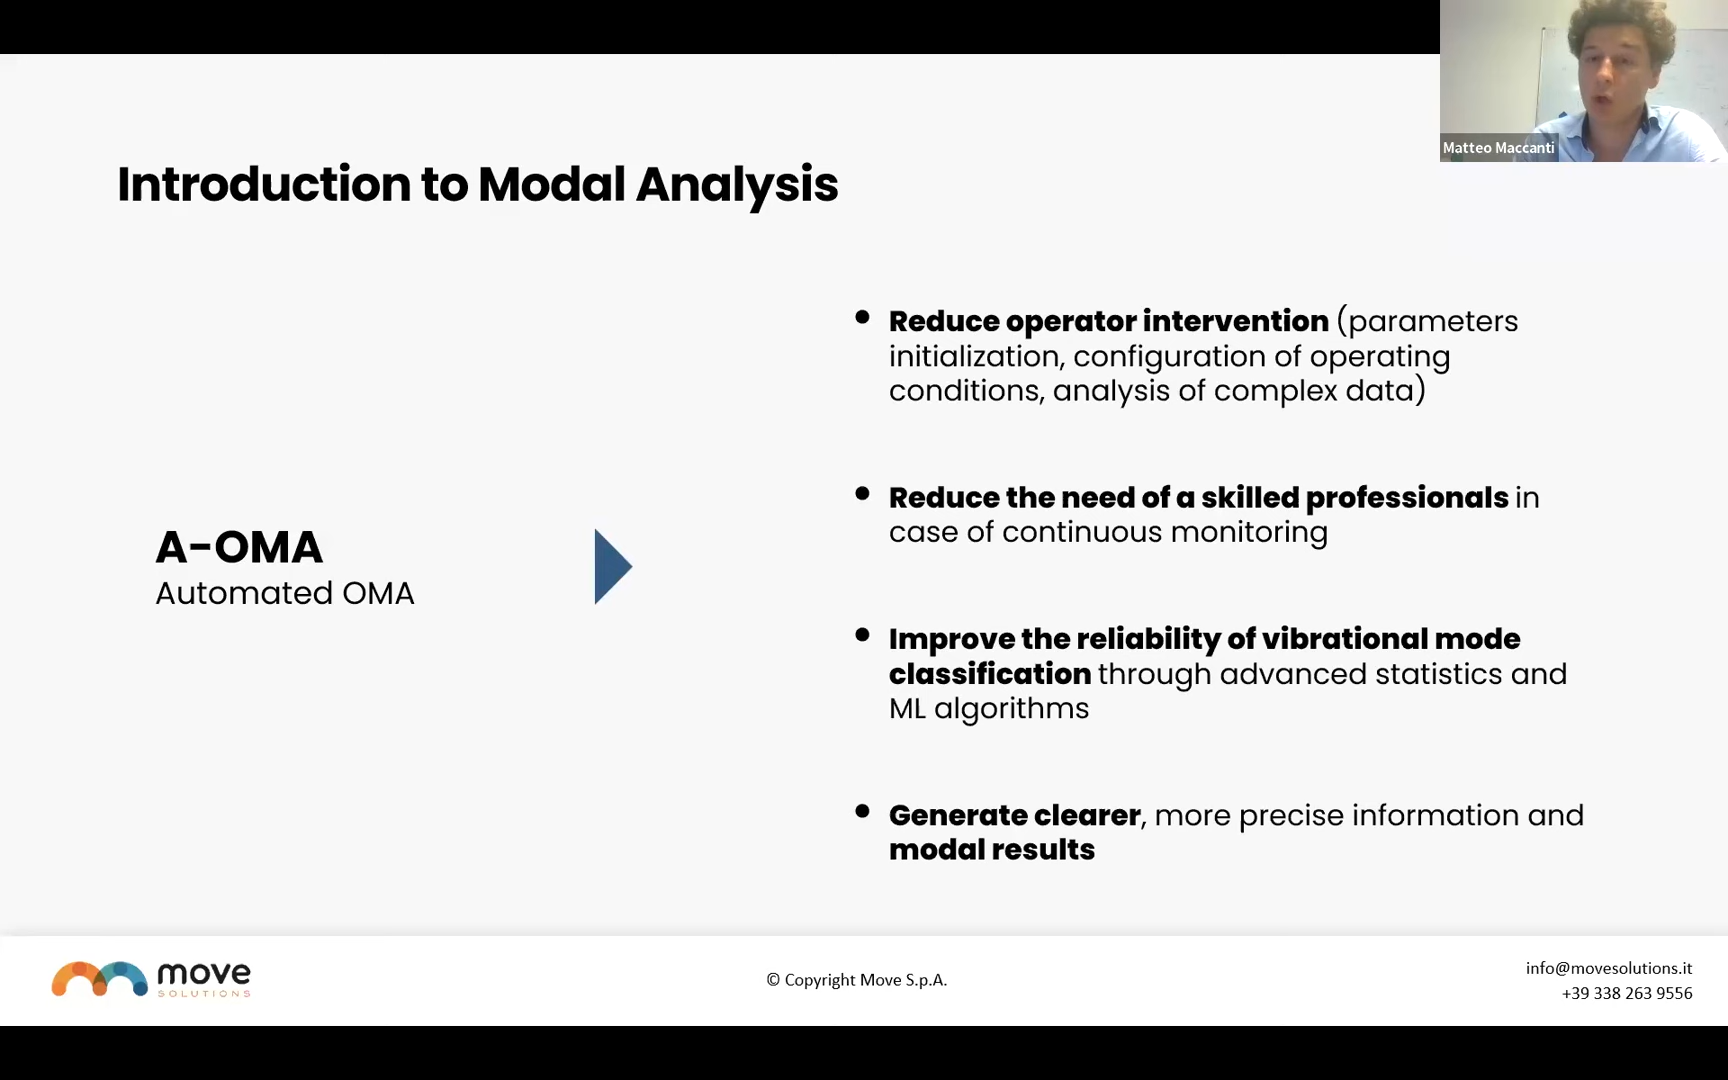 Matteo Maccanti
Introduction to Modal Analysis
A-OMA
Automated OMA
• Reduce operator intervention (parameters
initialization, configuration of operating
conditions, analysis of complex data)
• Reduce the need of a skilled professionals in
case of continuous monitoring
• Improve the reliability of vibrational mode
classification through advanced statistics and
ML algorithms
• Generate clearer, more precise information and
modal results
move
SOLUTIONS
© Copyright Move S.p.A.
info@movesolutions.it
+39 338 263 9556